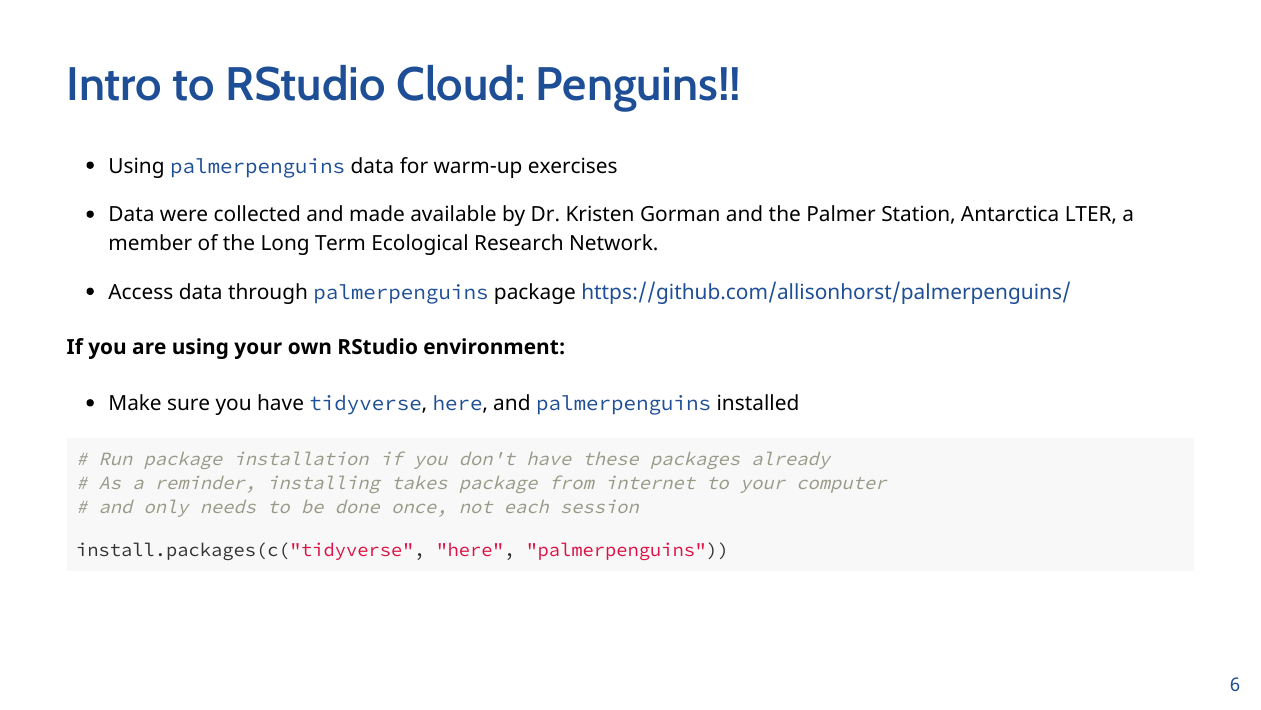 Intro to RStudio Cloud: Penguins!!
• Using palmerpenguins data for warm-up exercises
• Data were collected and made available by Dr. Kristen Gorman and the Palmer Station, Antarctica LTER, a
member of the Long Term Ecological Research Network.
• Access data through palmerpenguins package https://github.com/allisonhorst/palmerpenguins/
If you are using your own RStudio environment:
• Make sure you have tidyverse, here, and palmerpenguins installed
# Run package installation if you don't have these packages already
# As a reminder, installing takes package from internet to your computer
# and only needs to be done once, not each session
install.packages(c("tidyverse", "here", "palmerpenguins"))
6